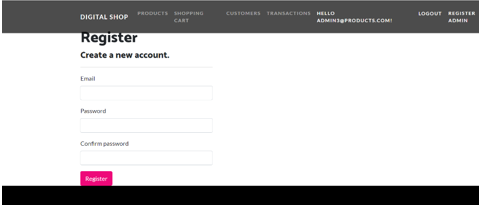 DIGITAL SHOP PRODUCTS SHOPPING CART CUSTOMERS TRANSACTIONS HELLO ADMIN3@PRODUCTS.COM! LOGOUT REGISTER ADMIN
Register
Create a new account.
Email
Password
Confirm password
Register